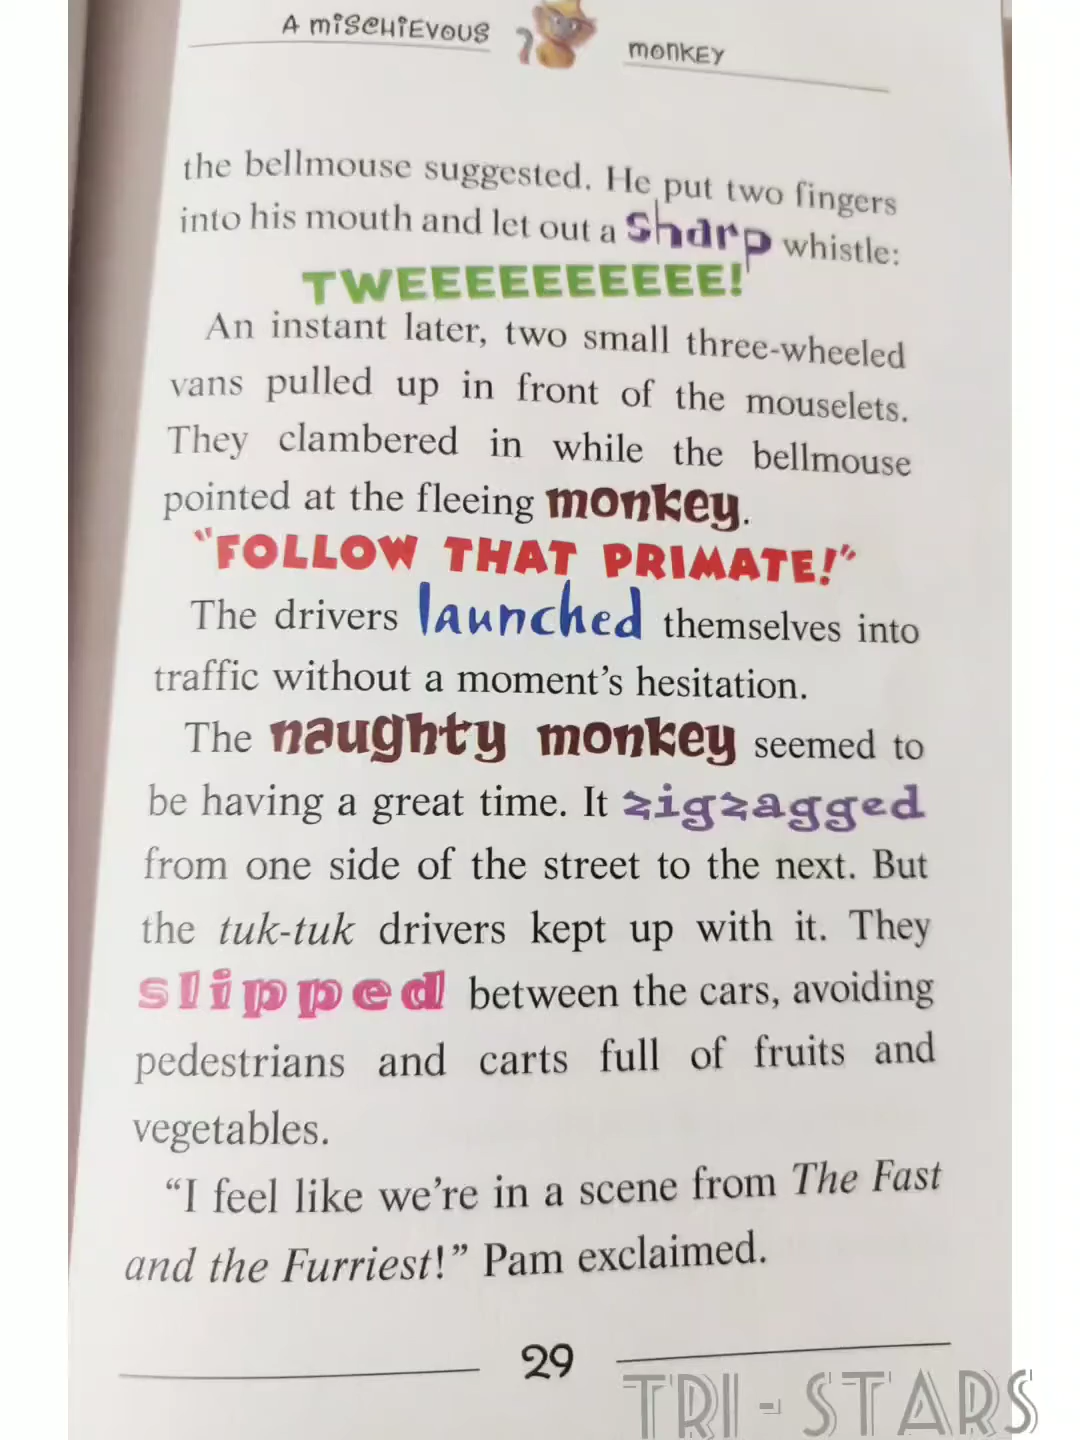 A MISCHIEVOUS MONKEY
the bellmouse suggested. He put two fingers
into his mouth and let out a sharp whistle:
TWEEEEEEEEEE!
An instant later, two small three-wheeled
vans pulled up in front of the mouselets.
They clambered in while the bellmouse
pointed at the fleeing monkey.
"FOLLOW THAT PRIMATE!"
The drivers launched themselves into
traffic without a moment's hesitation.
The naughty monkey seemed to
be having a great time. It zigzagged
from one side of the street to the next. But
the tuk-tuk drivers kept up with it. They
slipped between the cars, avoiding
pedestrians and carts full of fruits and
vegetables.
“I feel like we’re in a scene from The Fast
and the Furriest!” Pam exclaimed.
29
TRI-STARS